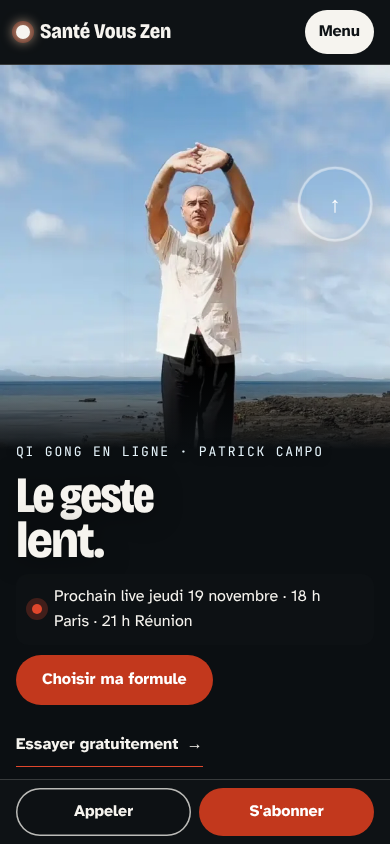 Santé Vous Zen
Menu
↑
QI GONG EN LIGNE · PATRICK CAMPO
Le geste
lent.
Prochain live jeudi 19 novembre · 18 h
Paris · 21 h Réunion
Choisir ma formule
Essayer gratuitement →
Appeler
S'abonner